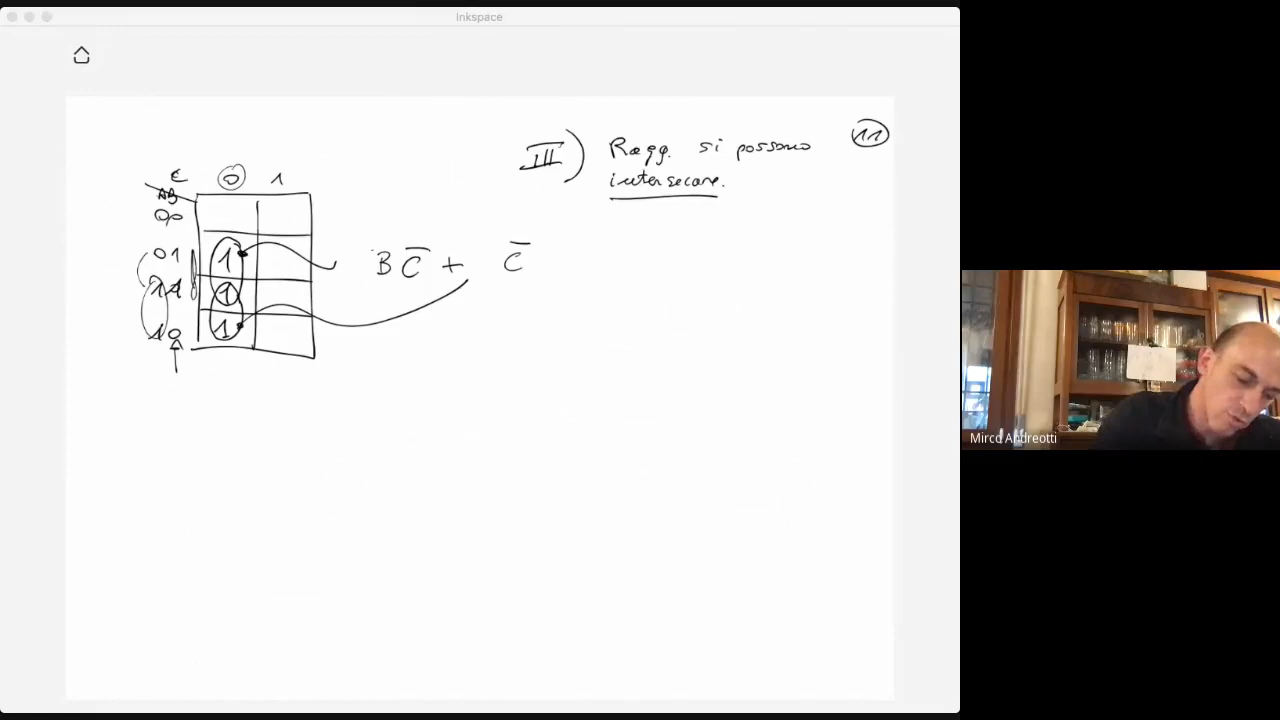 Inkspace
III) Ragg. si possono
intersecare.
11
C 0 1
AB
00
01 1
11 1
10 1
B C̅ + C̅
Mirco Andreotti